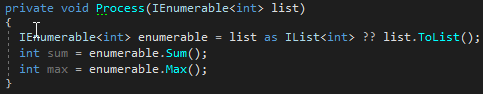 private void Process(IEnumerable<int> list)
{
IEnumerable<int> enumerable = list as IList<int> ?? list.ToList();
int sum = enumerable.Sum();
int max = enumerable.Max();
}